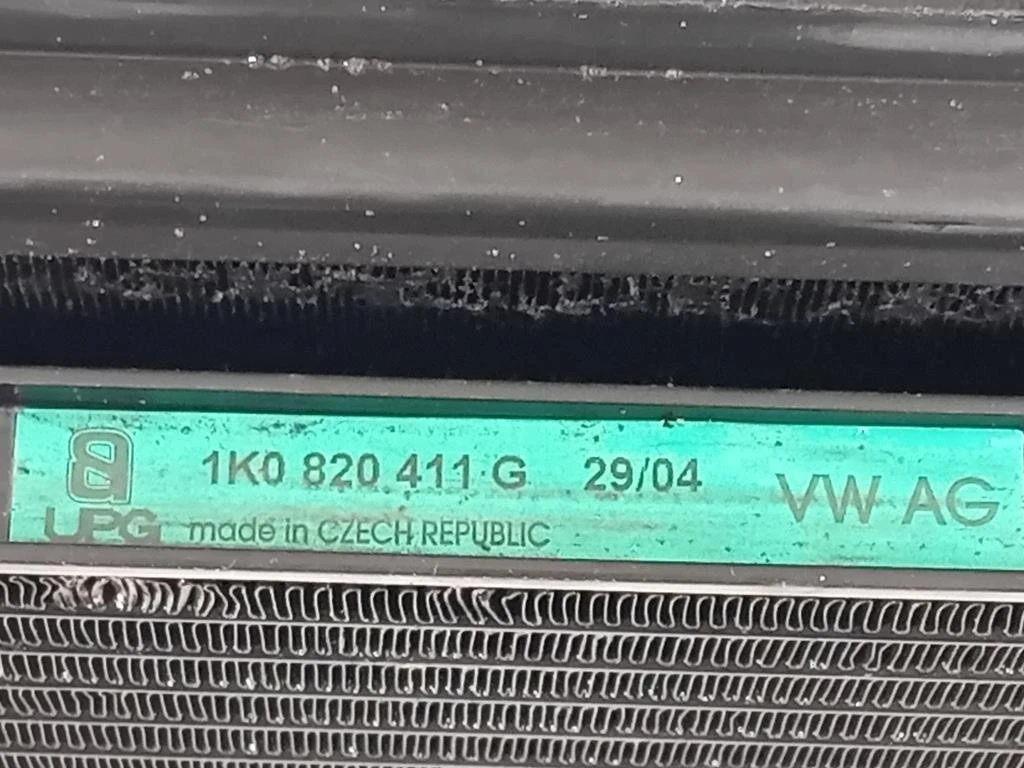 1K0 820 411 G 29/04
VW AG
UPG made in CZECH REPUBLIC